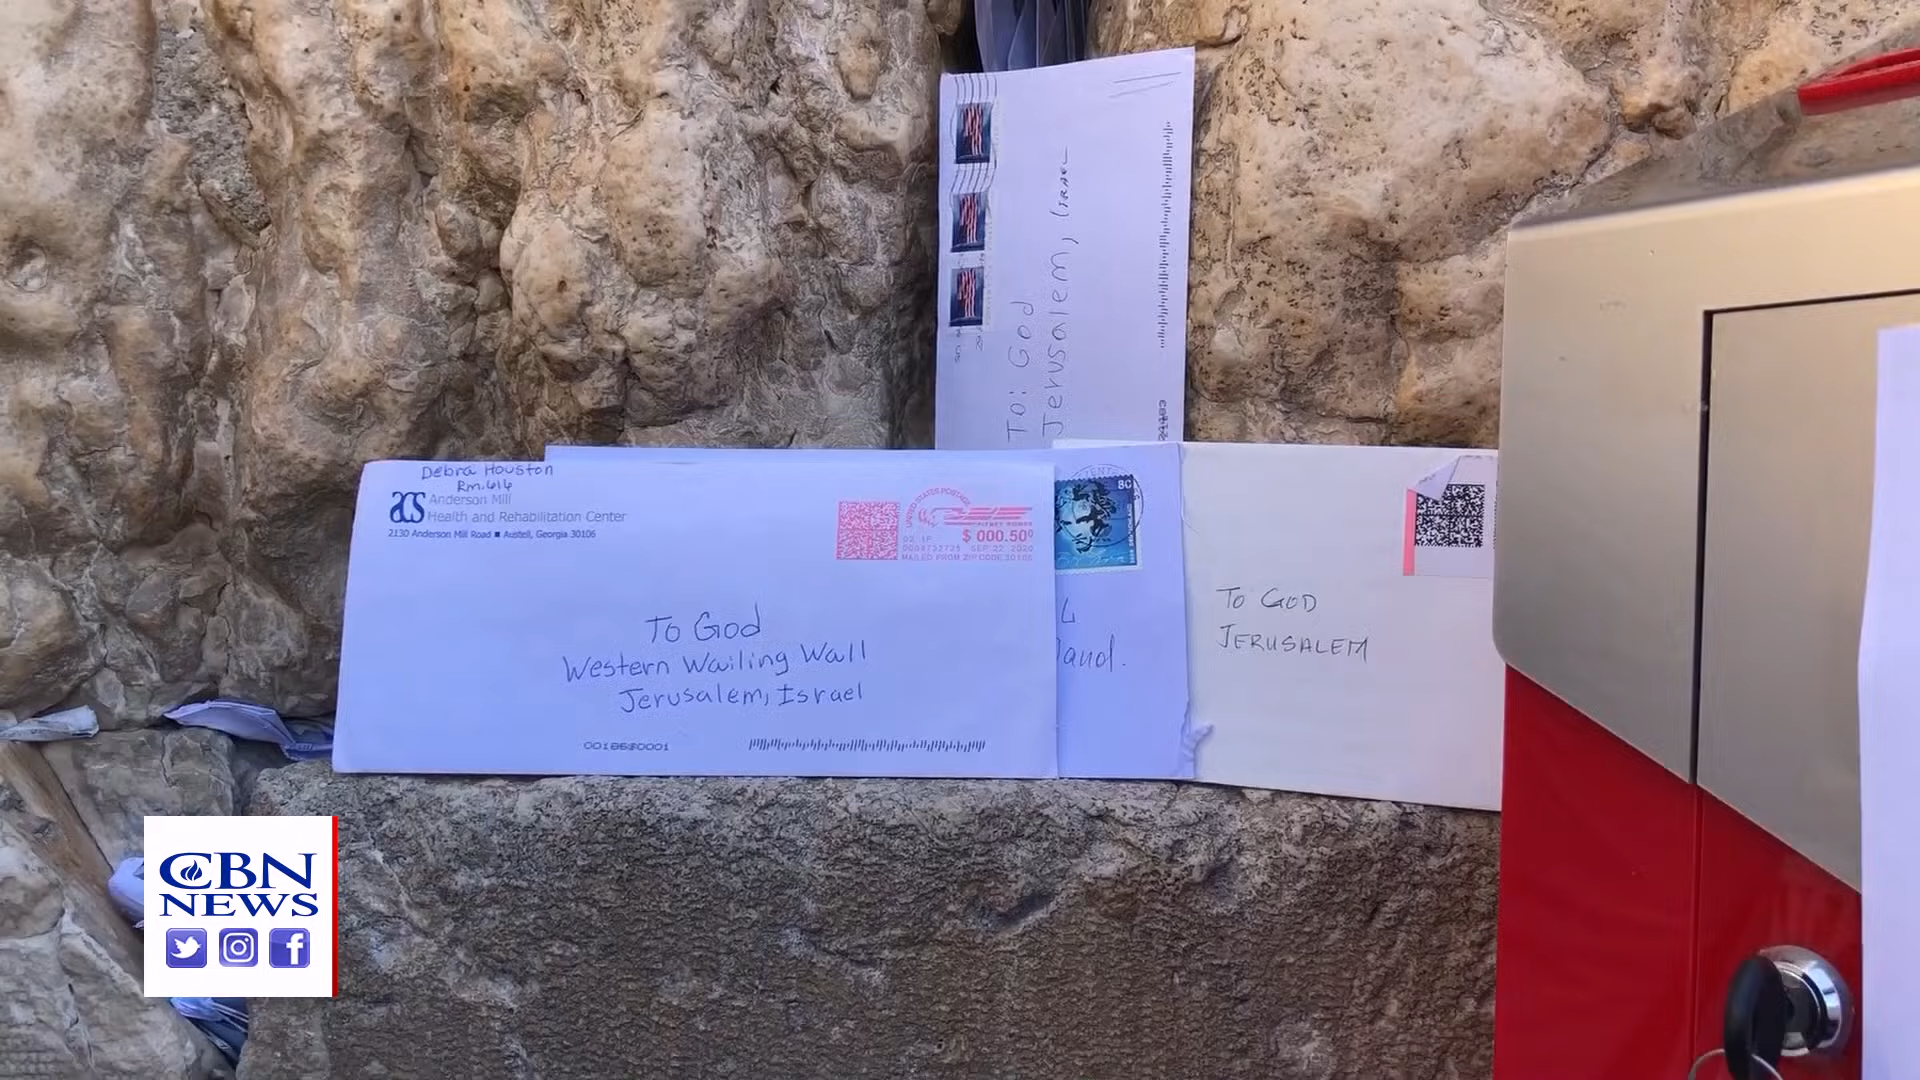 To: God
Jerusalem, Israel
Debra Houston
Rm. 616
acs Anderson Mill
Health and Rehabilitation Center
2130 Anderson Mill Road ■ Austell, Georgia 30106
UNITED STATES POSTAGE
PITNEY BOWES
02 1P $ 000.50⁰
SEP 22 2020
MAILED FROM ZIP CODE 30106
To God
Western Wailing Wall
Jerusalem, Israel
80
TO GOD
JERUSALEM
CBN
NEWS